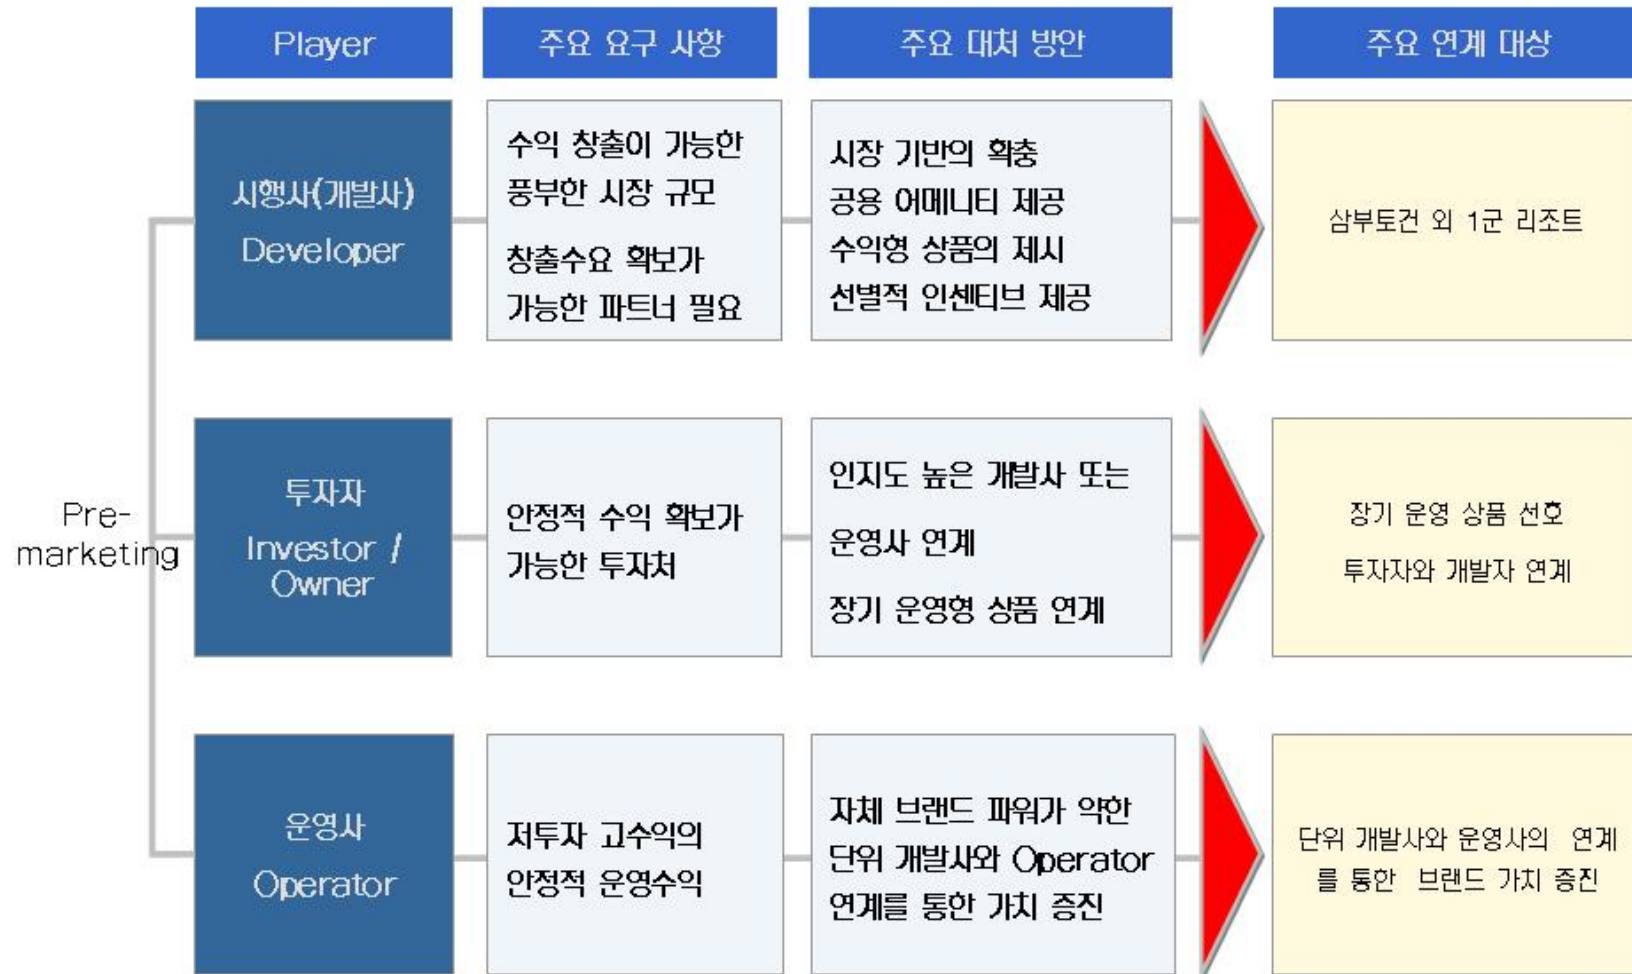 Player
주요 요구 사항
주요 대처 방안
주요 연계 대상
Pre-
marketing
시행사(개발사)
Developer
수익 창출이 가능한
풍부한 시장 규모
창출수요 확보가
가능한 파트너 필요
시장 기반의 확충
공용 어메니티 제공
수익형 상품의 제시
선별적 인센티브 제공
삼부토건 외 1군 리조트
투자자
Investor /
Owner
안정적 수익 확보가
가능한 투자처
인지도 높은 개발사 또는
운영사 연계
장기 운영형 상품 연계
장기 운영 상품 선호
투자자와 개발자 연계
운영사
Operator
저투자 고수익의
안정적 운영수익
자체 브랜드 파워가 약한
단위 개발사와 Operator
연계를 통한 가치 증진
단위 개발사와 운영사의 연계
를 통한 브랜드 가치 증진